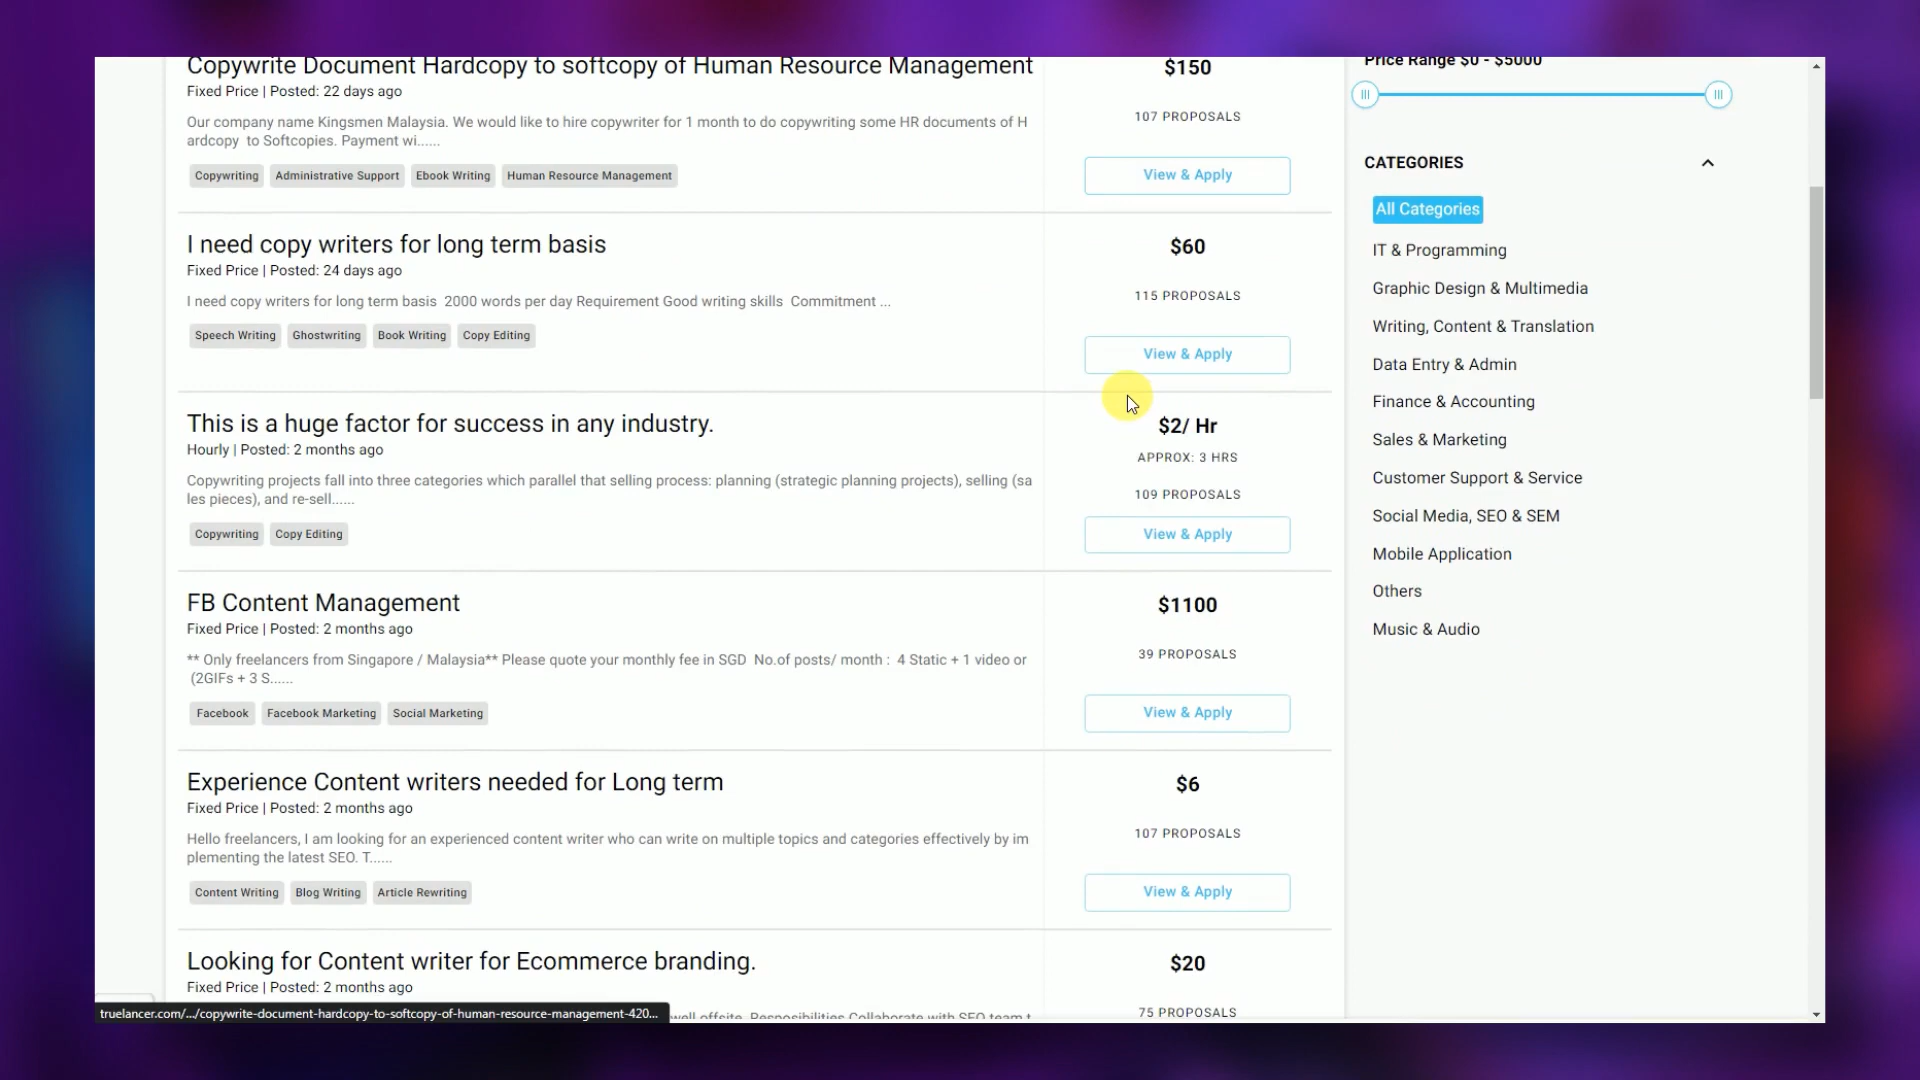 Copywrite Document Hardcopy to softcopy of Human Resource Management
Fixed Price | Posted: 22 days ago
Our company name Kingsmen Malaysia. We would like to hire copywriter for 1 month to do copywriting some HR documents of H
ardcopy to Softcopies. Payment wi......
Copywriting Administrative Support Ebook Writing Human Resource Management
$150
107 PROPOSALS
View & Apply
I need copy writers for long term basis
Fixed Price | Posted: 24 days ago
I need copy writers for long term basis 2000 words per day Requirement Good writing skills Commitment ...
Speech Writing Ghostwriting Book Writing Copy Editing
$60
115 PROPOSALS
View & Apply
This is a huge factor for success in any industry.
Hourly | Posted: 2 months ago
Copywriting projects fall into three categories which parallel that selling process: planning (strategic planning projects), selling (sa
les pieces), and re-sell......
Copywriting Copy Editing
$2/ Hr
APPROX: 3 HRS
109 PROPOSALS
View & Apply
FB Content Management
Fixed Price | Posted: 2 months ago
** Only freelancers from Singapore / Malaysia** Please quote your monthly fee in SGD No.of posts/ month : 4 Static + 1 video or
(2GIFs + 3 S......
Facebook Facebook Marketing Social Marketing
$1100
39 PROPOSALS
View & Apply
Experience Content writers needed for Long term
Fixed Price | Posted: 2 months ago
Hello freelancers, I am looking for an experienced content writer who can write on multiple topics and categories effectively by im
plementing the latest SEO. T......
Content Writing Blog Writing Article Rewriting
$6
107 PROPOSALS
View & Apply
Looking for Content writer for Ecommerce branding.
Fixed Price | Posted: 2 months ago
well offsite. Resposibilities Collaborate with SEO team t
$20
75 PROPOSALS
truelancer.com/.../copywrite-document-hardcopy-to-softcopy-of-human-resource-management-420...
Price Range $0 - $5000
CATEGORIES
All Categories
IT & Programming
Graphic Design & Multimedia
Writing, Content & Translation
Data Entry & Admin
Finance & Accounting
Sales & Marketing
Customer Support & Service
Social Media, SEO & SEM
Mobile Application
Others
Music & Audio